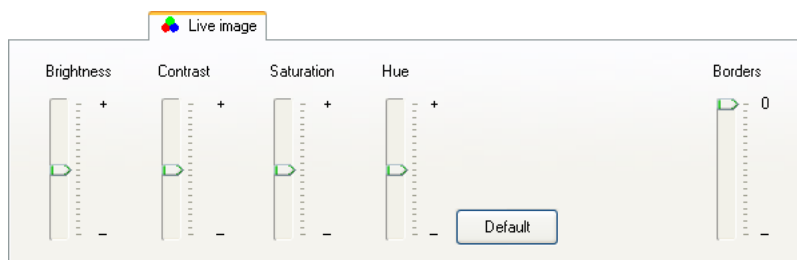 Live image
Brightness Contrast Saturation Hue Borders
+ + + + 0
- - - - -
Default